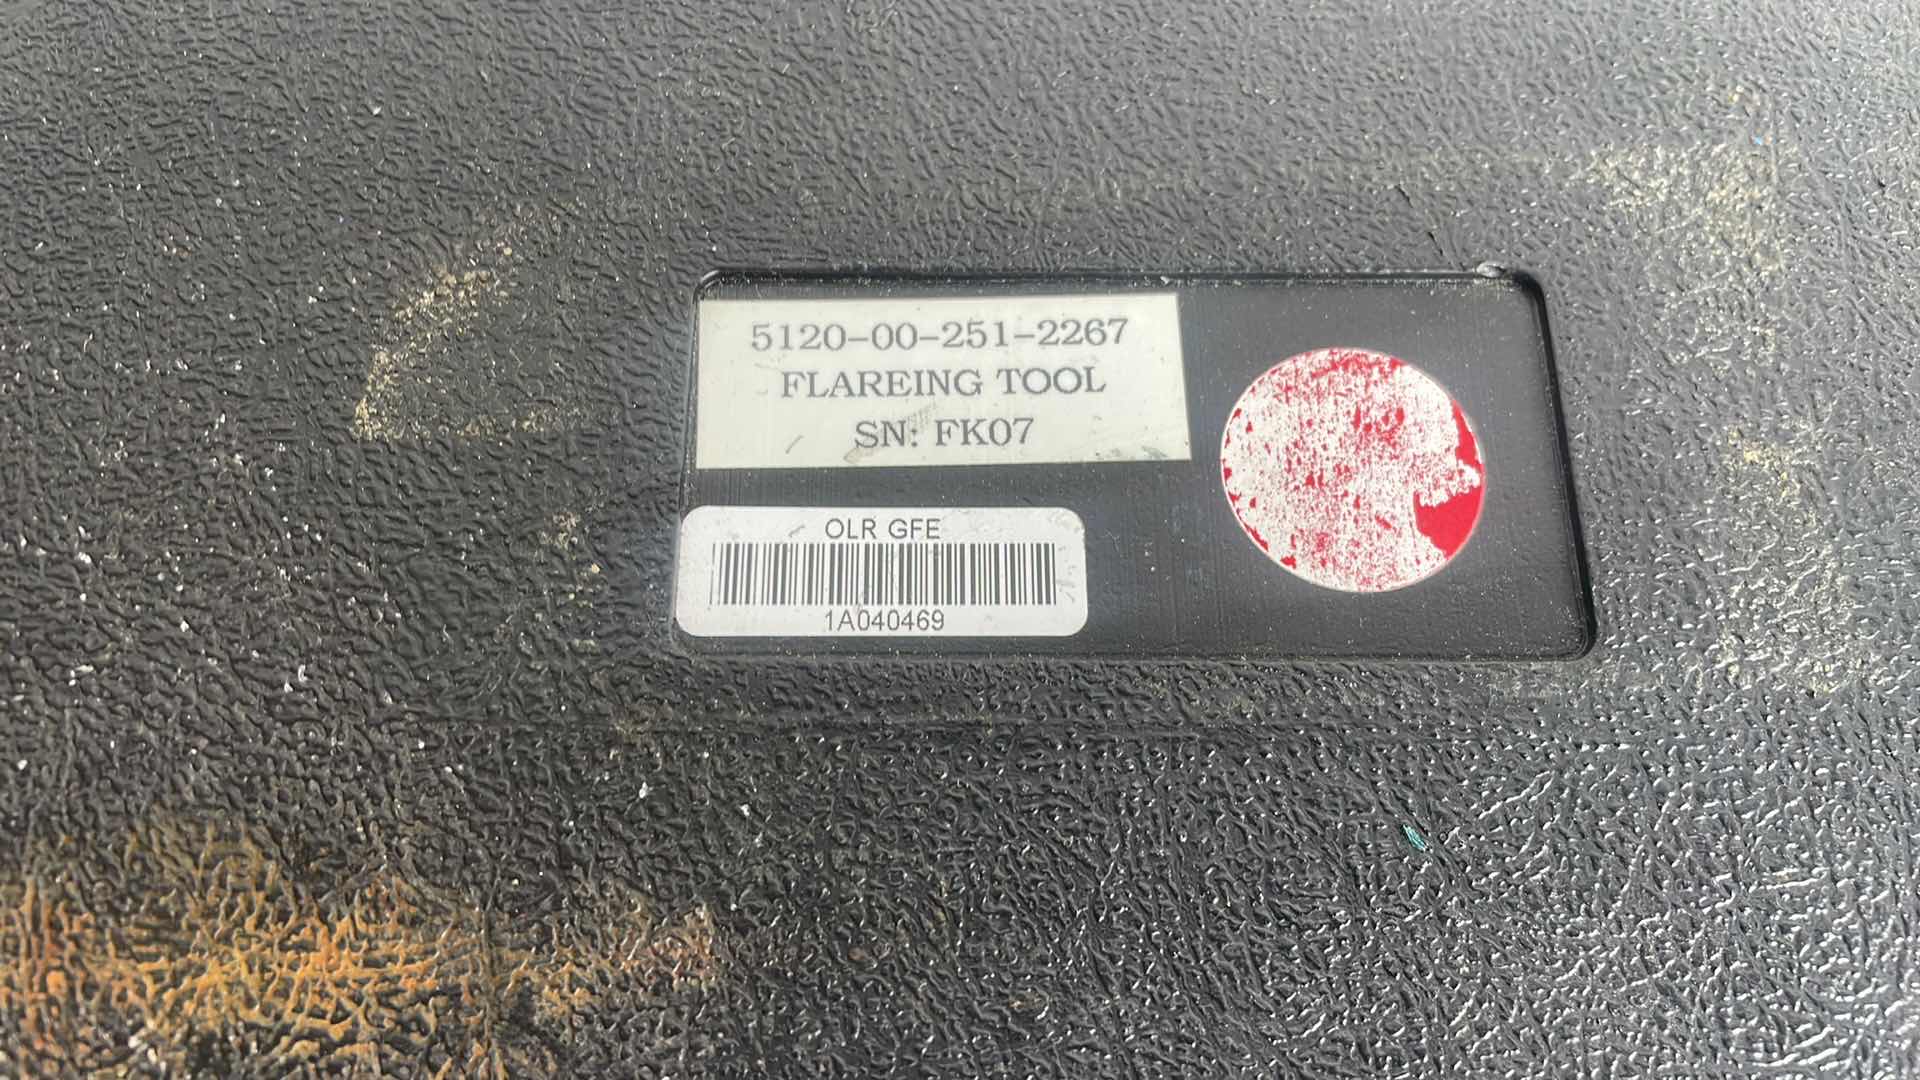 5120-00-251-2267
FLAREING TOOL
SN: FK07
OLR GFE
1A040469